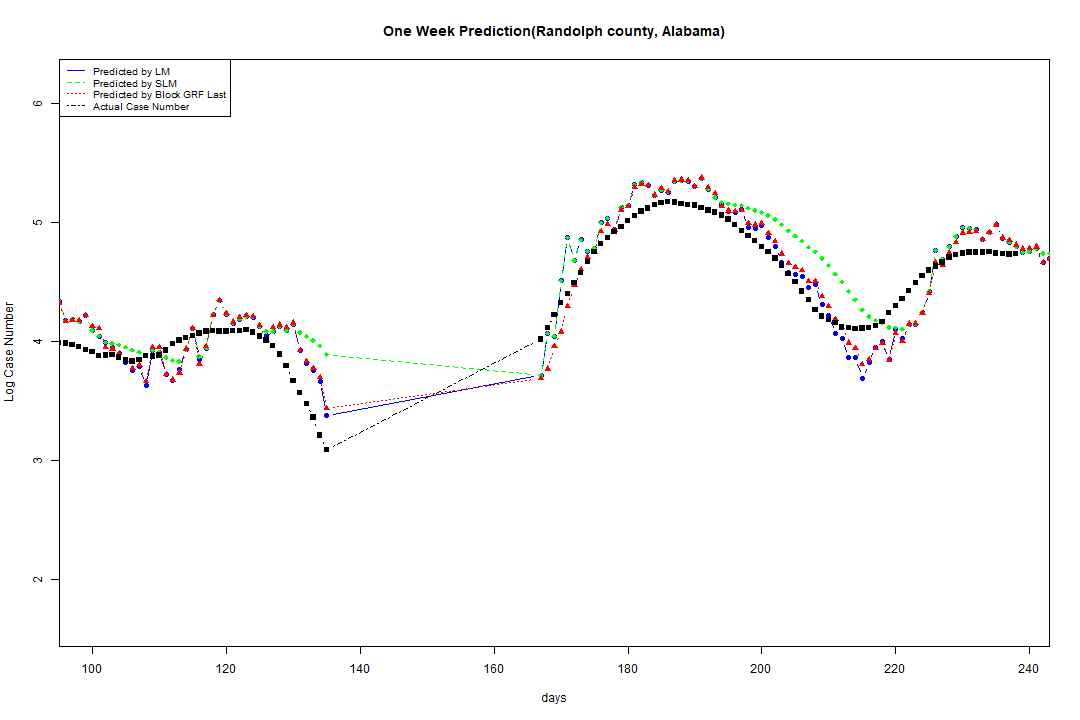 One Week Prediction(Randolph county, Alabama)
Predicted by LM
Predicted by SLM
Predicted by Block GRF Last
Actual Case Number
6
5
4
3
2
Log Case Number
100 120 140 160 180 200 220 240
days